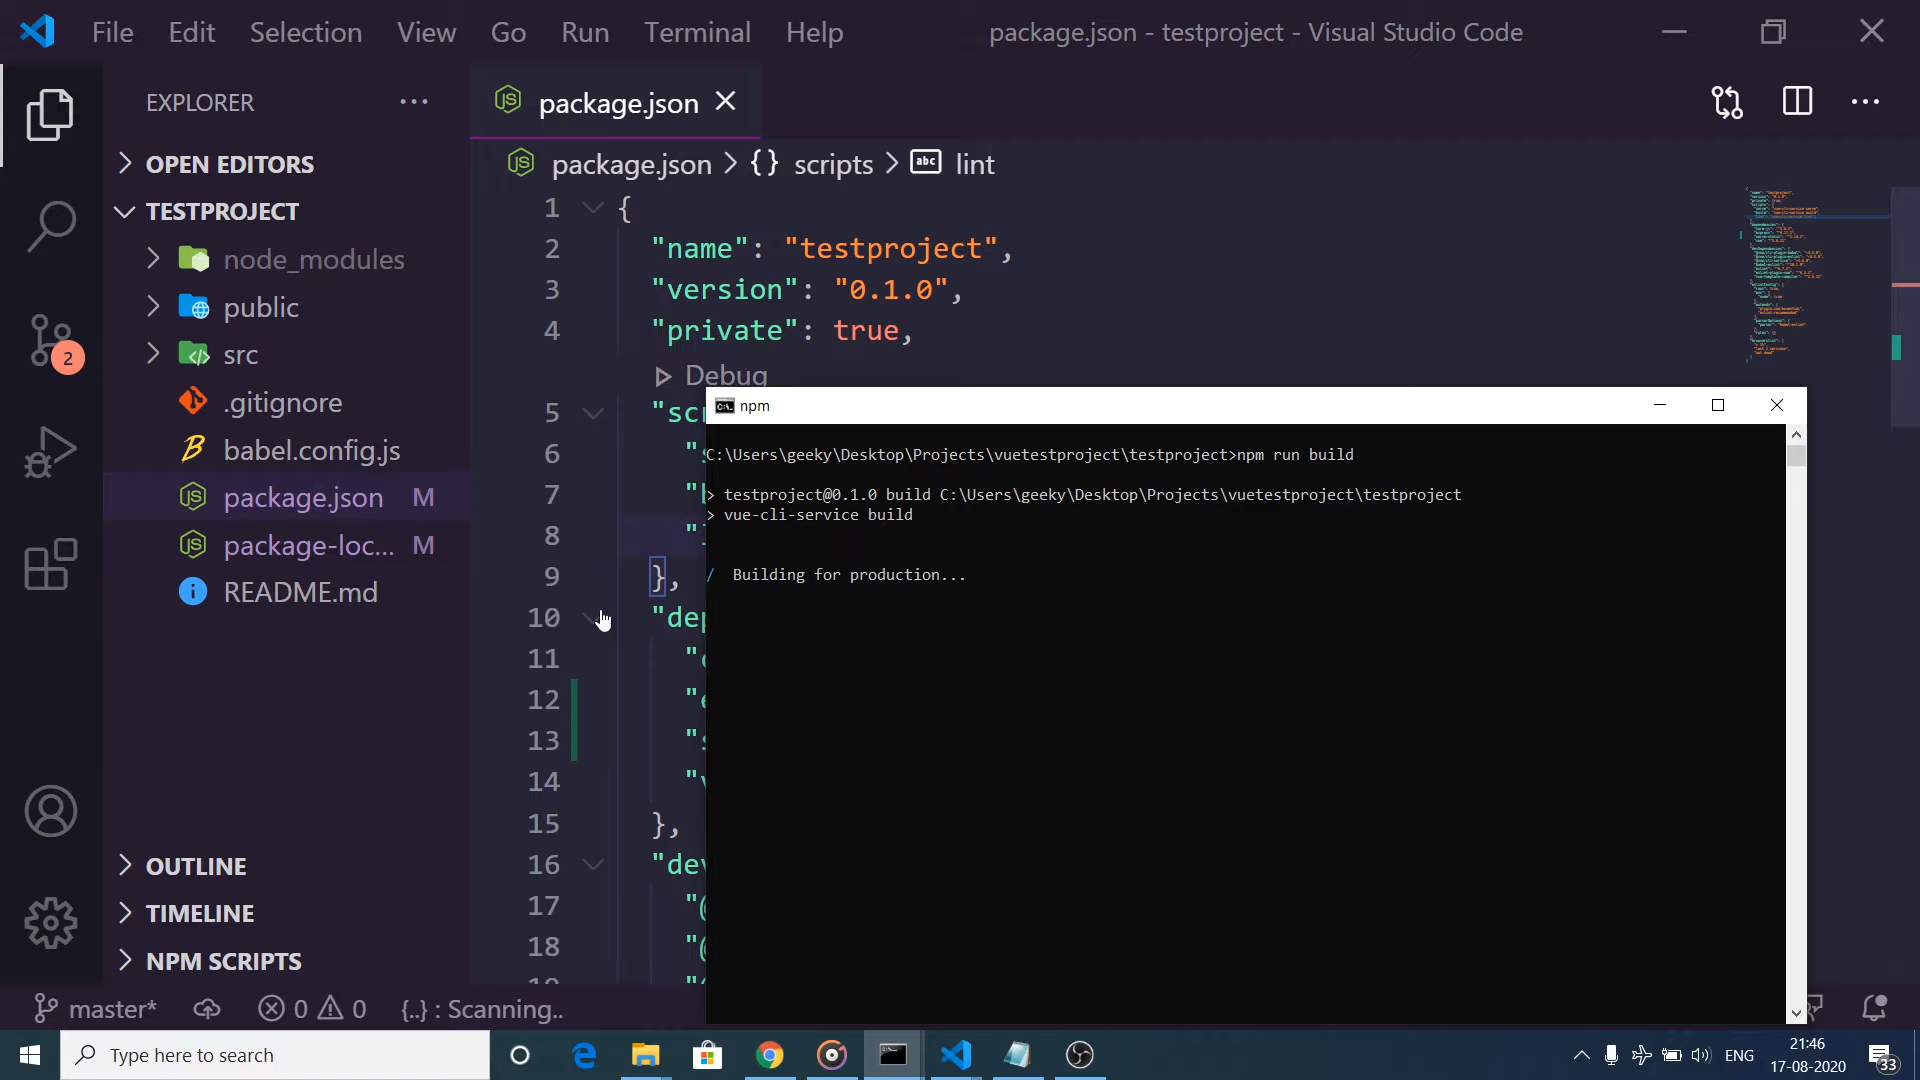 File Edit Selection View Go Run Terminal Help package.json - testproject - Visual Studio Code
EXPLORER
package.json
OPEN EDITORS
package.json > {} scripts > abc lint
TESTPROJECT
node_modules
public
src
.gitignore
babel.config.js
package.json M
package-loc... M
README.md
OUTLINE
TIMELINE
NPM SCRIPTS
2
1 {
2 "name": "testproject",
3 "version": "0.1.0",
4 "private": true,
Debug
5 "scr
6 "s
7 "b
8 "l
9 },
10 "dep
11 "c
12 "e
13 "s
14 "v
15 },
16 "dev
17 "@
18 "@
npm
C:\Users\geeky\Desktop\Projects\vuetestproject\testproject>npm run build
> testproject@0.1.0 build C:\Users\geeky\Desktop\Projects\vuetestproject\testproject
> vue-cli-service build
/ Building for production...
master* 0 0 {..} : Scanning..
Type here to search
ENG
21:46
17-08-2020
33